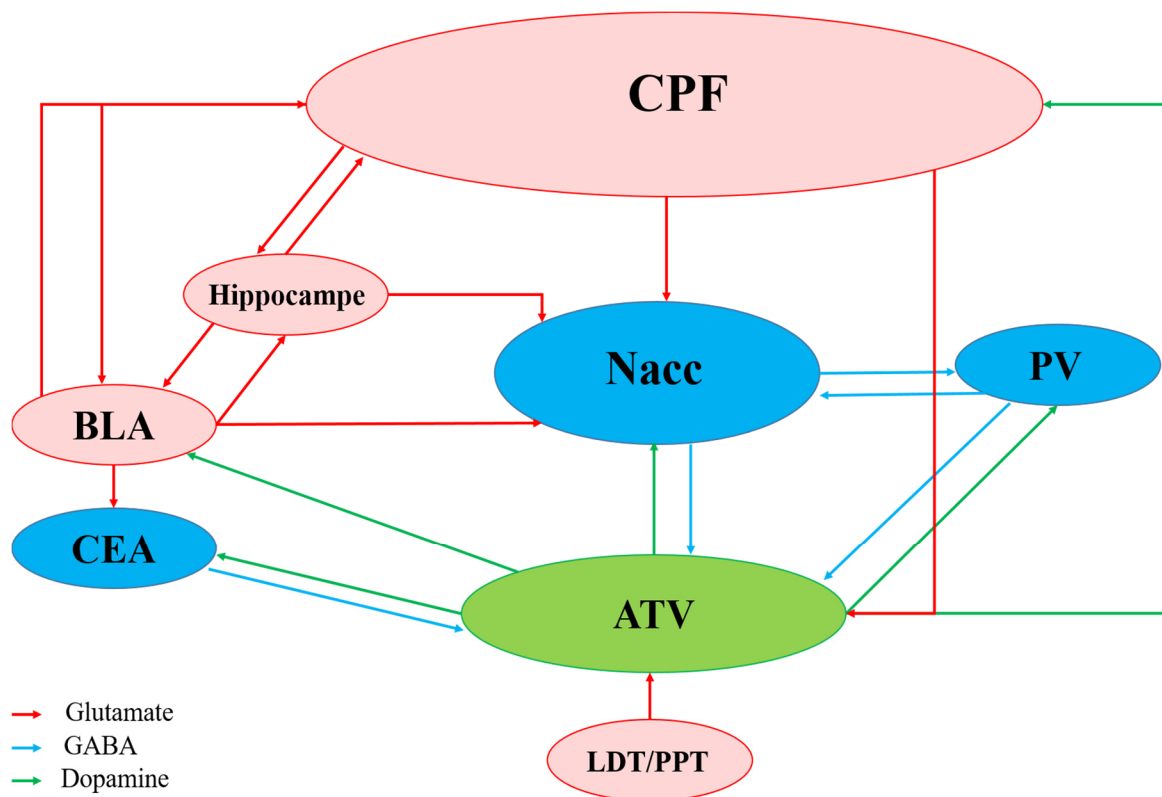 CPF
Hippocampe
Nacc
PV
BLA
CEA
ATV
LDT/PPT
Glutamate
GABA
Dopamine